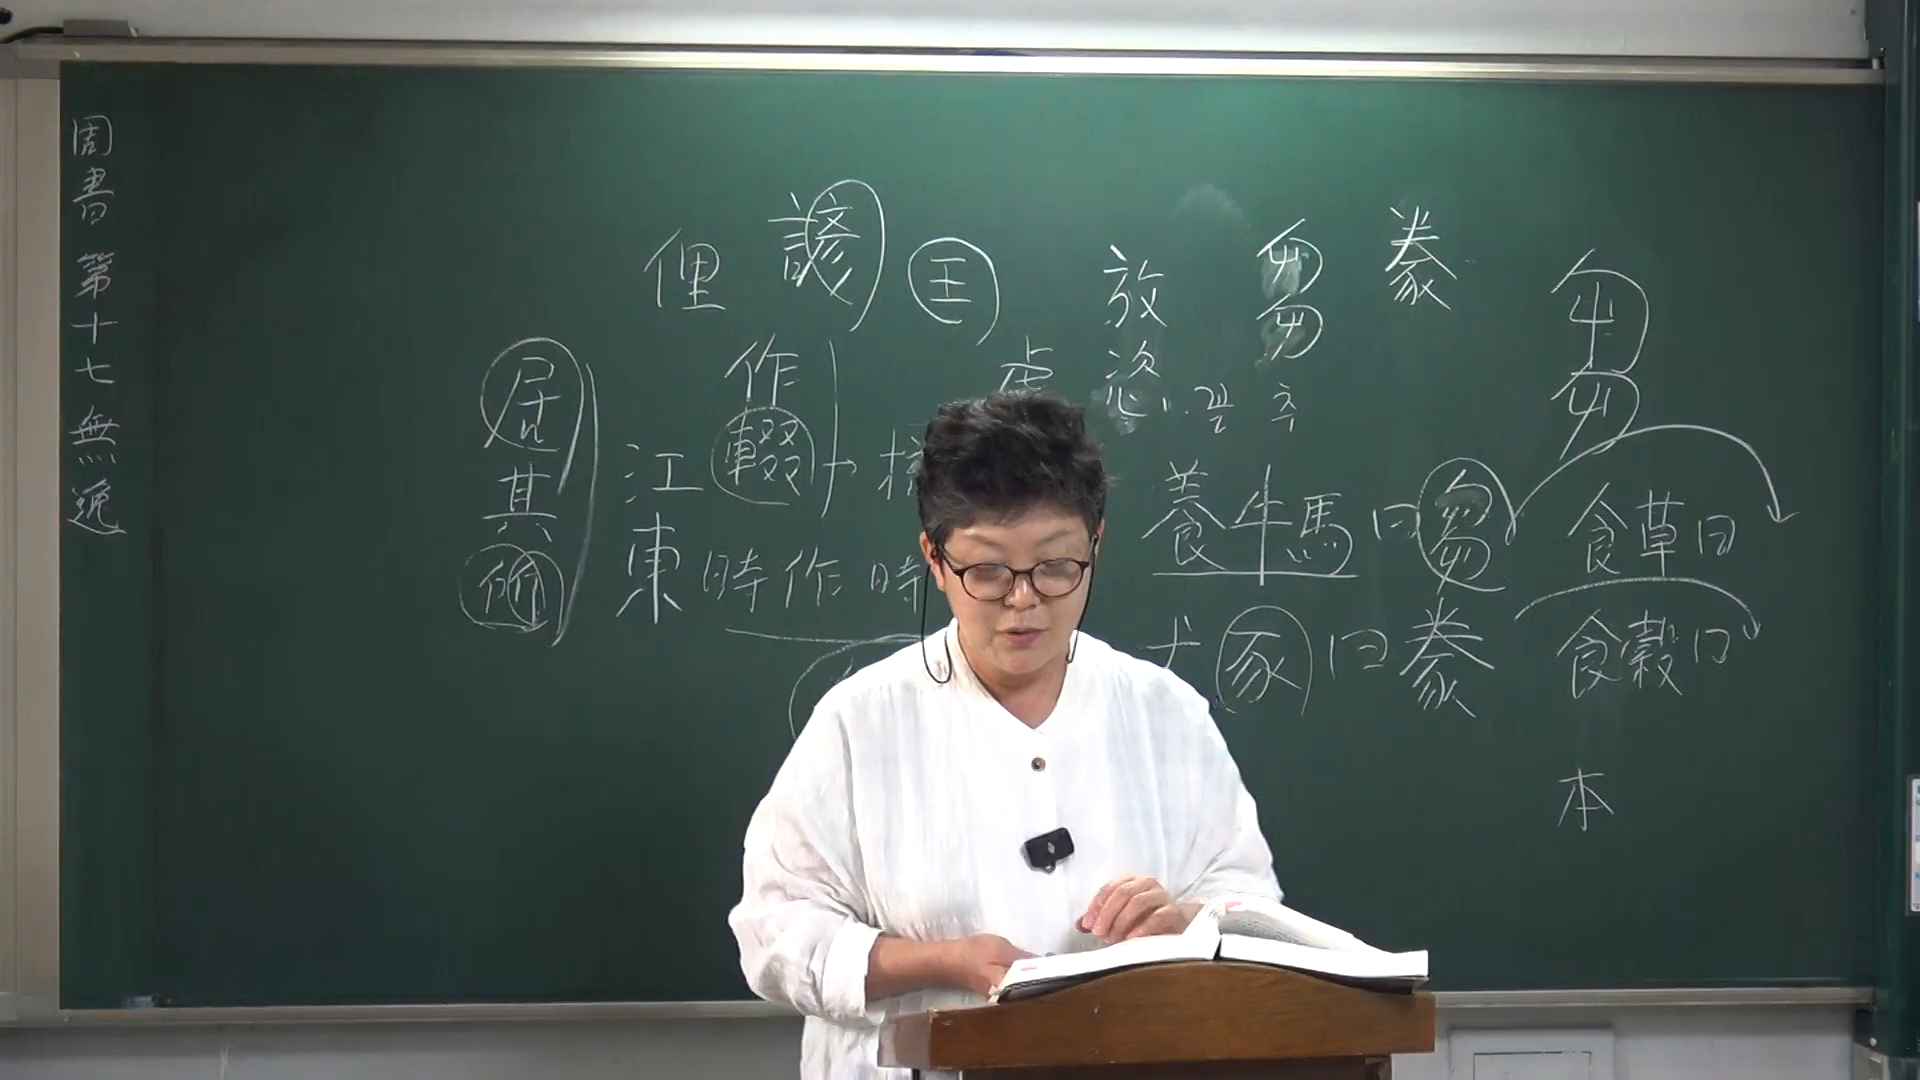 周書 第十七 無逸
俚 諺 王 放 芻 豢 芻
居其所
作輟
恣
꼴 추
江東
時作時
養牛馬曰芻
犬豕曰豢
食草曰
食穀曰
本